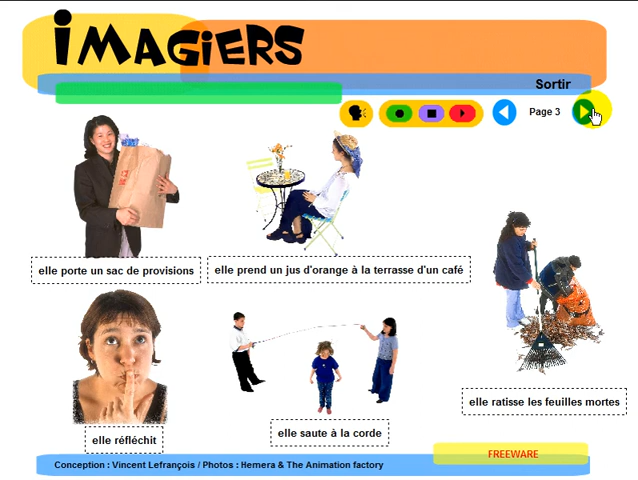 iMAGiERS
Sortir
Page 3
elle porte un sac de provisions
elle prend un jus d'orange à la terrasse d'un café
elle réfléchit
elle saute à la corde
elle ratisse les feuilles mortes
FREEWARE
Conception : Vincent Lefrançois / Photos : Hemera & The Animation factory